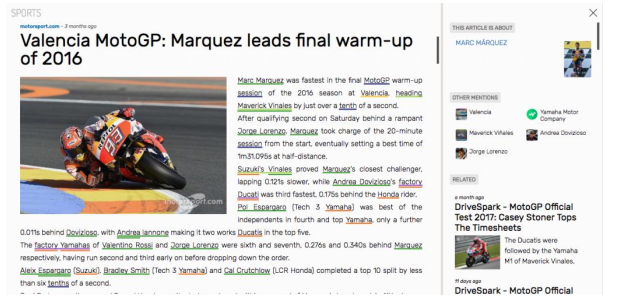 SPORTS
motorsport.com - 3 months ago
Valencia MotoGP: Marquez leads final warm-up
of 2016
Marc Marquez was fastest in the final MotoGP warm-up
session of the 2016 season at Valencia, heading
Maverick Vinales by just over a tenth of a second.
After qualifying second on Saturday behind a rampant
Jorge Lorenzo, Marquez took charge of the 20-minute
session from the start, eventually setting a best time of
1m31.095s at half-distance.
Suzuki's Vinales proved Marquez's closest challenger,
lapping 0.121s slower, while Andrea Dovizioso's factory
Ducati was third fastest, 0.175s behind the Honda rider.
Pol Espargaro (Tech 3 Yamaha) was best of the
independents in fourth and top Yamaha, only a further
0.011s behind Dovizioso, with Andrea Iannone making it two works Ducatis in the top five.
The factory Yamahas of Valentino Rossi and Jorge Lorenzo were sixth and seventh, 0.276s and 0.340s behind Marquez
respectively, having run second and third early on before dropping down the order.
Aleix Espargaro (Suzuki), Bradley Smith (Tech 3 Yamaha) and Cal Crutchlow (LCR Honda) completed a top 10 split by less
than six tenths of a second.
93
motorsport.com
THIS ARTICLE IS ABOUT
MARC MÁRQUEZ
OTHER MENTIONS
Valencia
Yamaha Motor
Company
Maverick Viñales
Andrea Dovizioso
Jorge Lorenzo
RELATED
a month ago
DriveSpark - MotoGP Official
Test 2017: Casey Stoner Tops
The Timesheets
The Ducatis were
followed by the Yamaha
M1 of Maverick Vinales,
11 days ago
DriveSpark - MotoGP Official